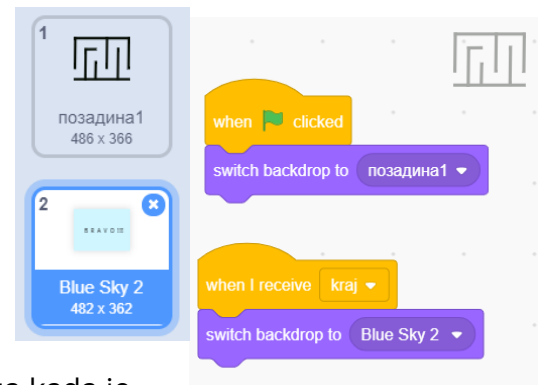 1
позадина1
486 x 366
2
BRAVO!!!
Blue Sky 2
482 x 362
when clicked
switch backdrop to позадина1
when I receive kraj
switch backdrop to Blue Sky 2